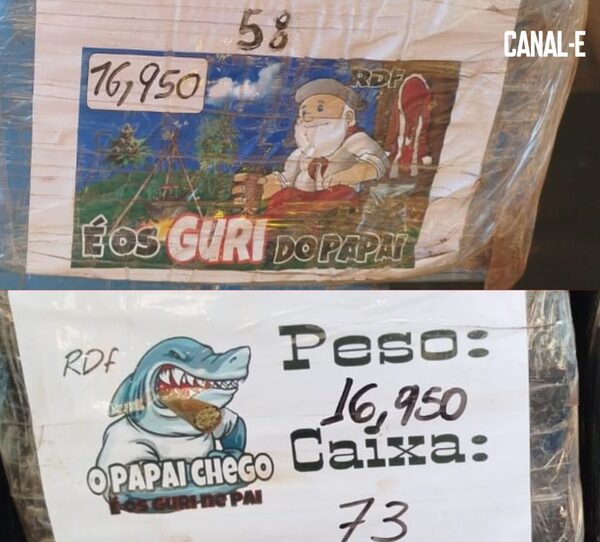 58
CANAL-E
16,950
RDF
É OS GURI DO PAPAI
RDF
Peso:
16,950
O PAPAI CHEGO
É OS GURI DO PAI
Caixa:
73